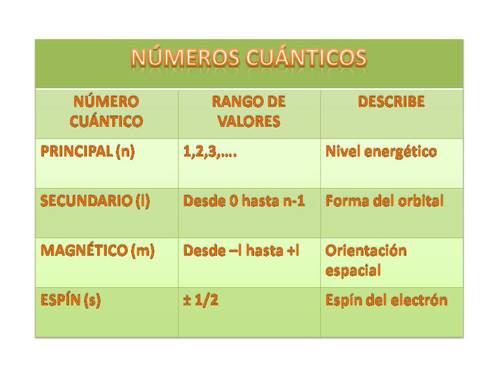 NÚMEROS CUÁNTICOS
NÚMERO CUÁNTICO
RANGO DE VALORES
DESCRIBE
PRINCIPAL (n)
1,2,3,....
Nivel energético
SECUNDARIO (l)
Desde 0 hasta n-1
Forma del orbital
MAGNÉTICO (m)
Desde –l hasta +l
Orientación espacial
ESPÍN (s)
± 1/2
Espín del electrón